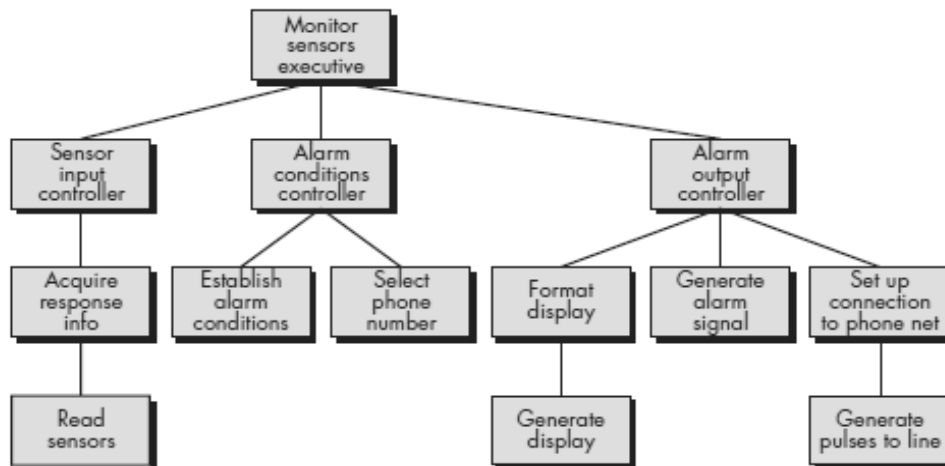 Monitor
sensors
executive
Sensor
input
controller
Alarm
conditions
controller
Alarm
output
controller
Acquire
response
info
Establish
alarm
conditions
Select
phone
number
Format
display
Generate
alarm
signal
Set up
connection
to phone net
Read
sensors
Generate
display
Generate
pulses to line